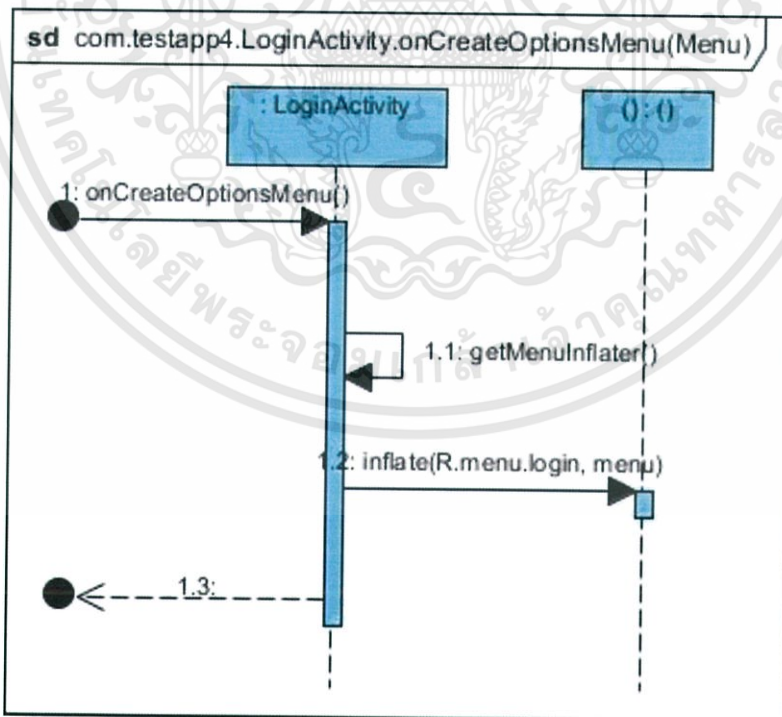 sd com.testapp4.LoginActivity.onCreateOptionsMenu(Menu)
: LoginActivity
() : ()
1: onCreateOptionsMenu()
1.1: getMenuInflater()
1.2: inflate(R.menu.login, menu)
1.3: